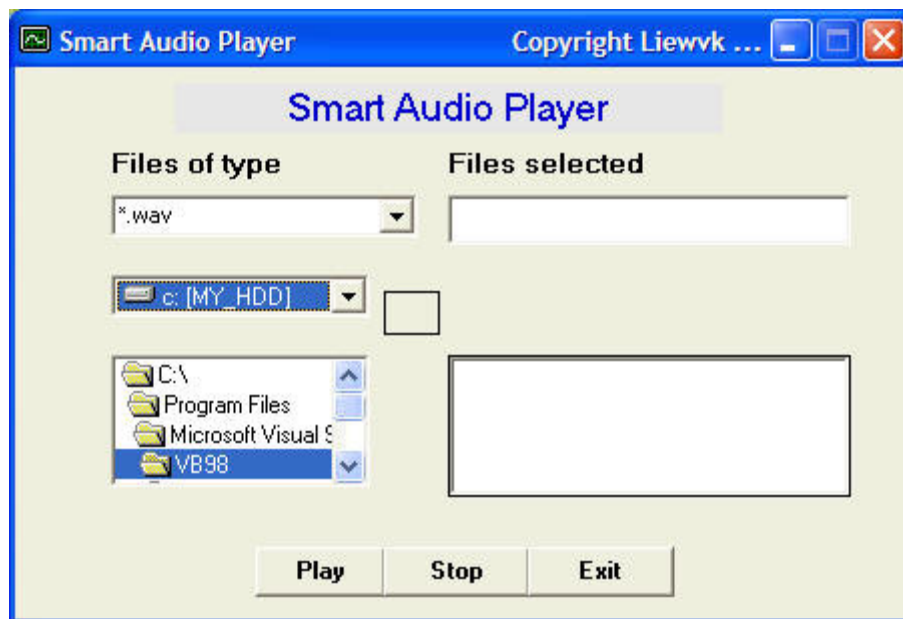 Smart Audio Player Copyright Liewvk ...
Smart Audio Player
Files of type Files selected
*.wav
c: [MY_HDD]
C:\
Program Files
Microsoft Visual S
VB98
Play Stop Exit